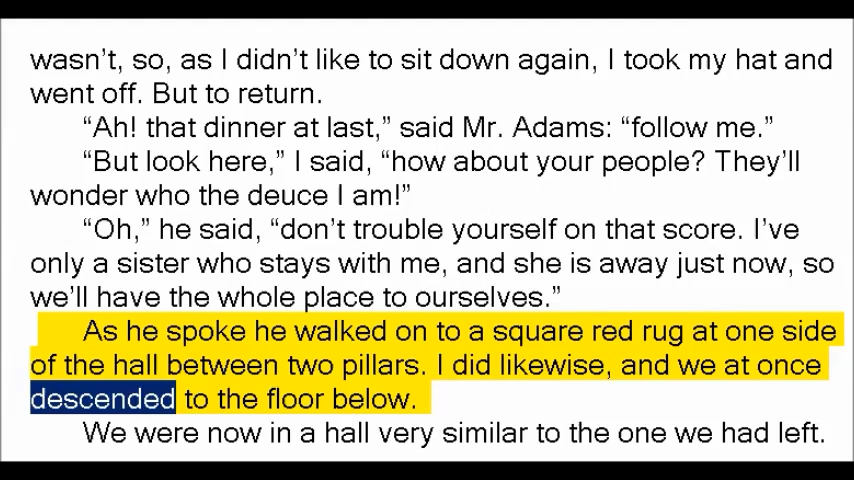 wasn’t, so, as I didn’t like to sit down again, I took my hat and
went off. But to return.
“Ah! that dinner at last,” said Mr. Adams: “follow me.”
“But look here,” I said, “how about your people? They’ll
wonder who the deuce I am!”
“Oh,” he said, “don’t trouble yourself on that score. I’ve
only a sister who stays with me, and she is away just now, so
we’ll have the whole place to ourselves.”
As he spoke he walked on to a square red rug at one side
of the hall between two pillars. I did likewise, and we at once
descended to the floor below.
We were now in a hall very similar to the one we had left.